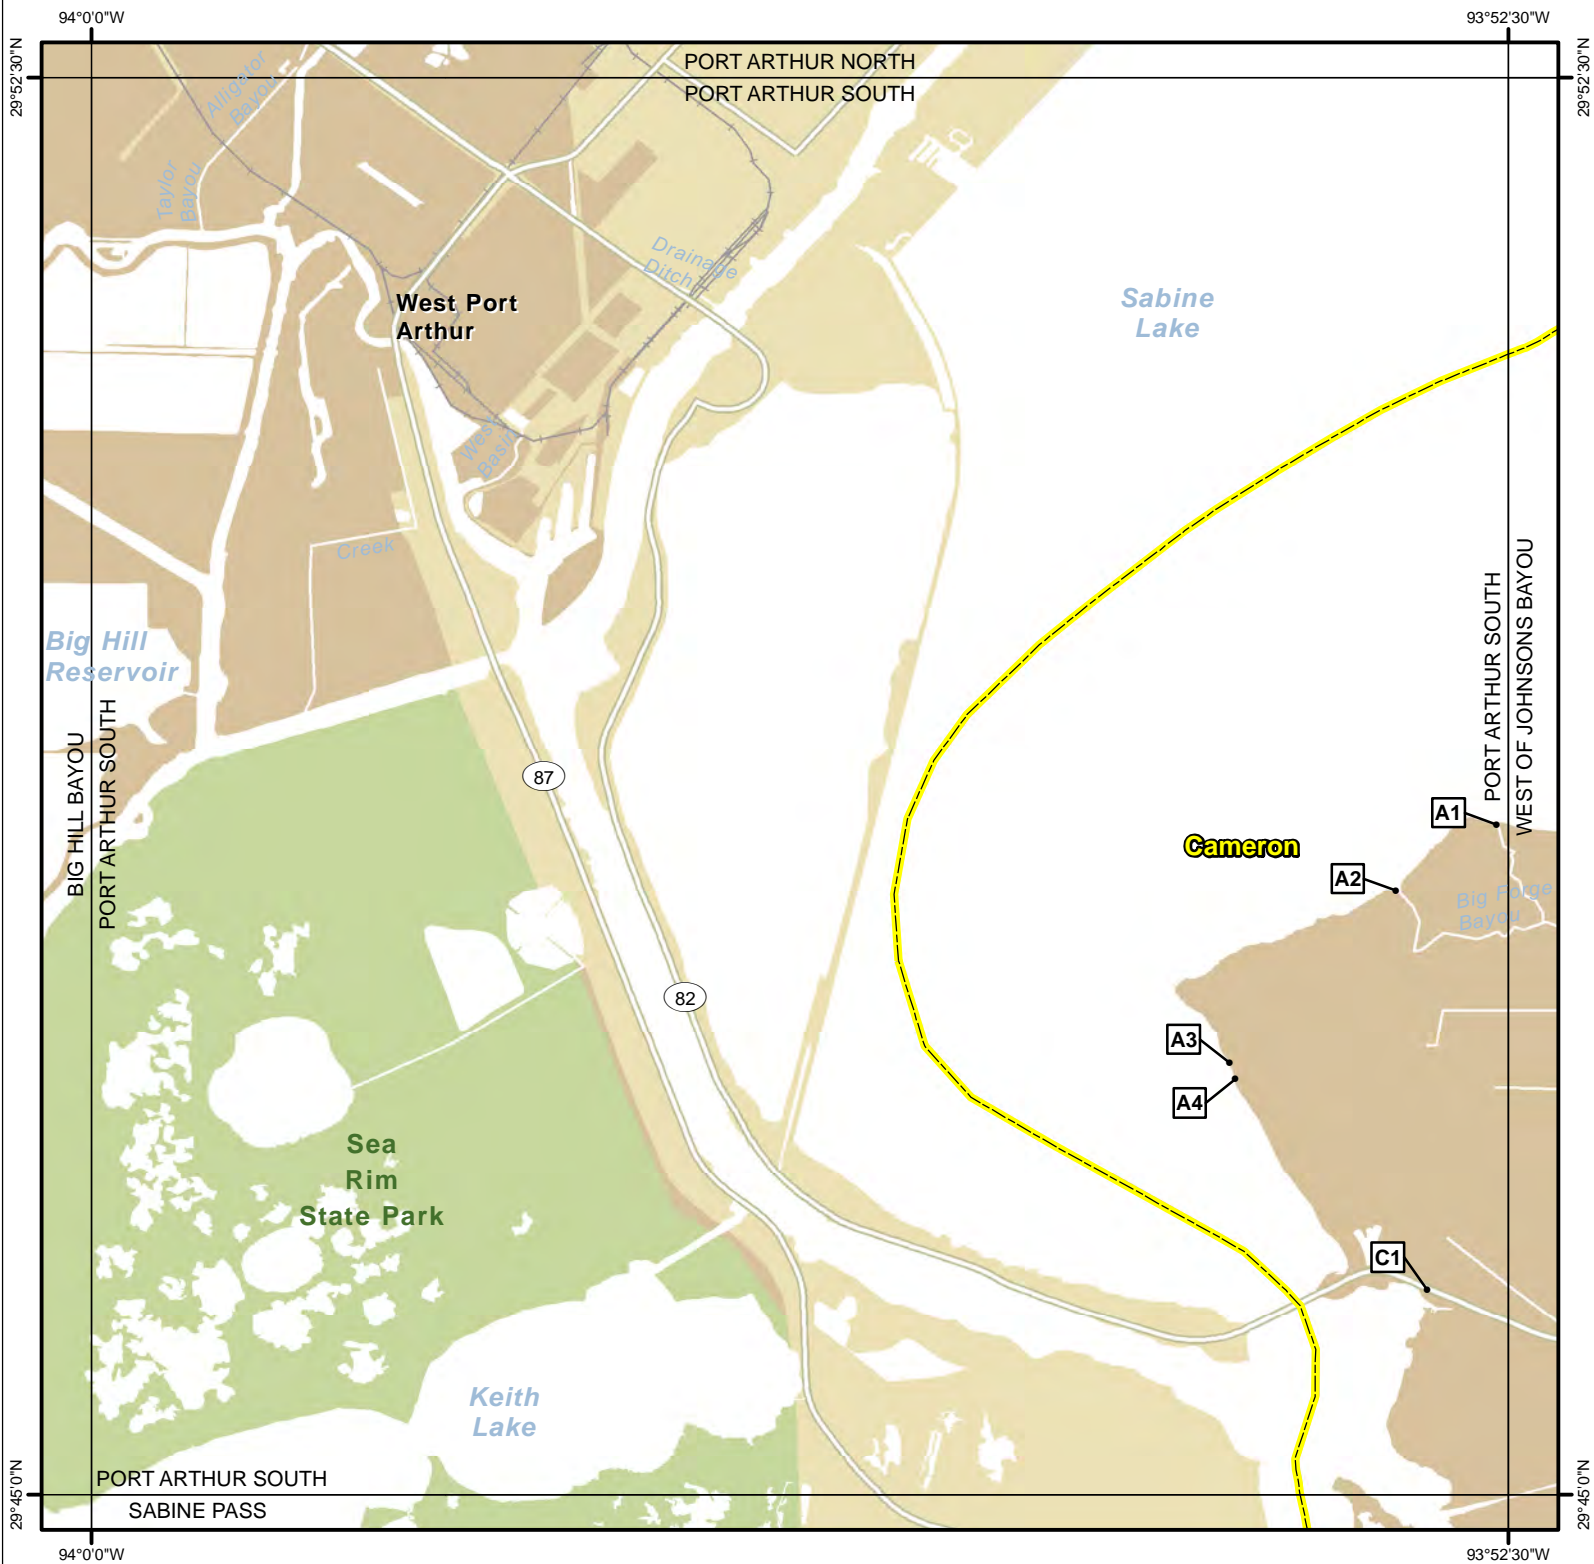 94°0'0"W
93°52'30"W
29°52'30"N
29°52'30"N
PORT ARTHUR NORTH
PORT ARTHUR SOUTH
Alligator
Bayou
Taylor
Bayou
Drainage
Ditch
West Port
Arthur
Sabine
Lake
West
Basin
Creek
Big Hill
Reservoir
BIG HILL BAYOU
PORT ARTHUR SOUTH
PORT ARTHUR SOUTH
WEST OF JOHNSONS BAYOU
87
A1
Cameron
A2
Big Forge
Bayou
82
A3
A4
Sea
Rim
State Park
C1
Keith
Lake
PORT ARTHUR SOUTH
SABINE PASS
29°45'0"N
29°45'0"N
94°0'0"W
93°52'30"W